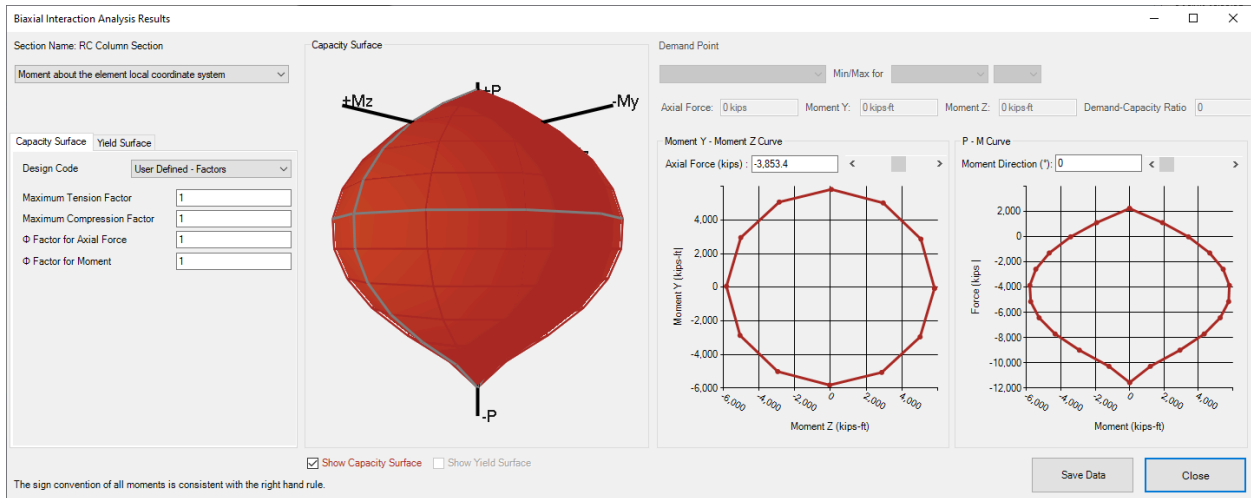 Biaxial Interaction Analysis Results
Section Name: RC Column Section
Moment about the element local coordinate system
Capacity Surface Yield Surface
Design Code User Defined - Factors
Maximum Tension Factor 1
Maximum Compression Factor 1
Φ Factor for Axial Force 1
Φ Factor for Moment 1
Capacity Surface
+Mz +P -My
-P
Show Capacity Surface Show Yield Surface
Demand Point
Min/Max for
Axial Force: 0 kips Moment Y: 0 kips-ft Moment Z: 0 kips-ft Demand-Capacity Ratio 0
Moment Y - Moment Z Curve
Axial Force (kips) : -3,853.4 < >
4,000
2,000
0
-2,000
-4,000
-6,000
Moment Y (kips-ft)
-6,000 -4,000 -2,000 0 2,000 4,000
Moment Z (kips-ft)
P - M Curve
Moment Direction (°): 0 < >
2,000
0
-2,000
-4,000
-6,000
-8,000
-10,000
-12,000
Force (kips )
-6,000 -4,000 -2,000 0 2,000 4,000
Moment (kips-ft)
Save Data Close
The sign convention of all moments is consistent with the right hand rule.